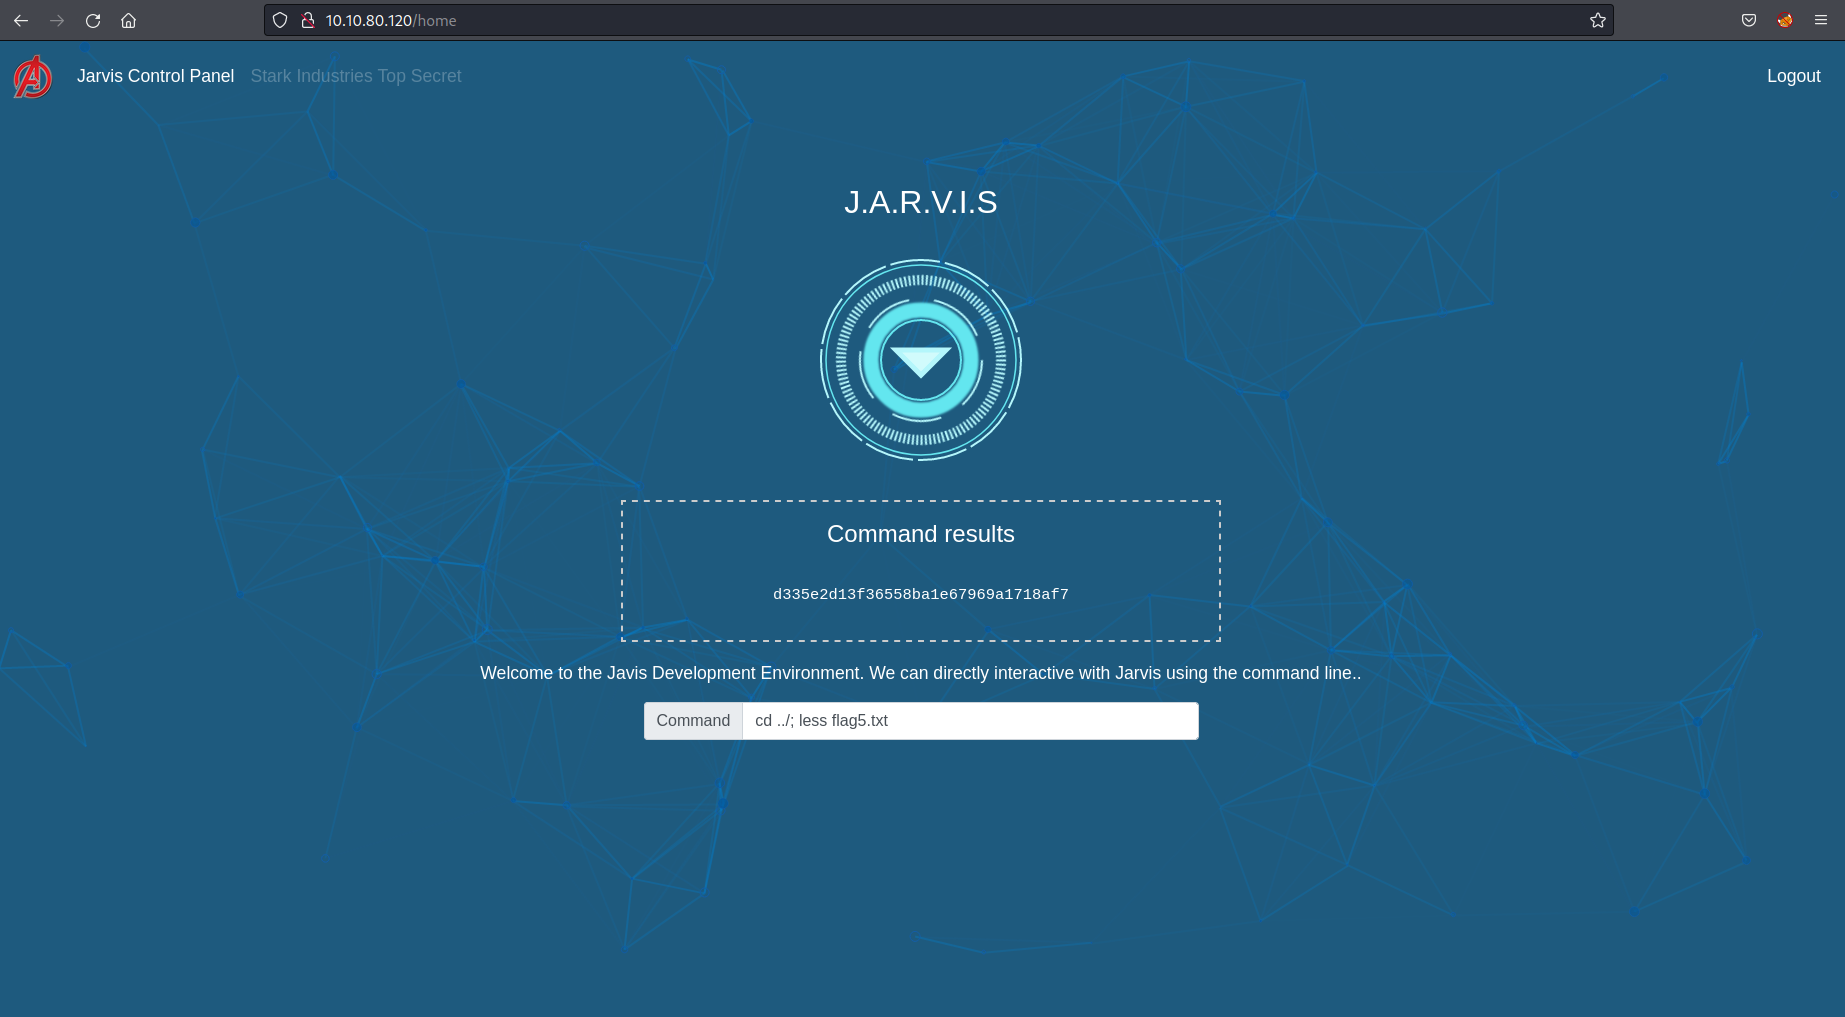 10.10.80.120/home
Jarvis Control Panel Stark Industries Top Secret Logout
J.A.R.V.I.S
Command results
d335e2d13f36558ba1e67969a1718af7
Welcome to the Javis Development Environment. We can directly interactive with Jarvis using the command line..
Command cd ../; less flag5.txt